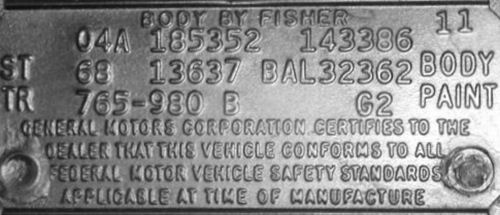 BODY BY FISHER 11
04A 185352 143386
ST 68 13637 BAL32362 BODY
TR 765-980 B G2 PAINT
GENERAL MOTORS CORPORATION CERTIFIES TO THE
DEALER THAT THIS VEHICLE CONFORMS TO ALL
FEDERAL MOTOR VEHICLE SAFETY STANDARDS
APPLICABLE AT TIME OF MANUFACTURE